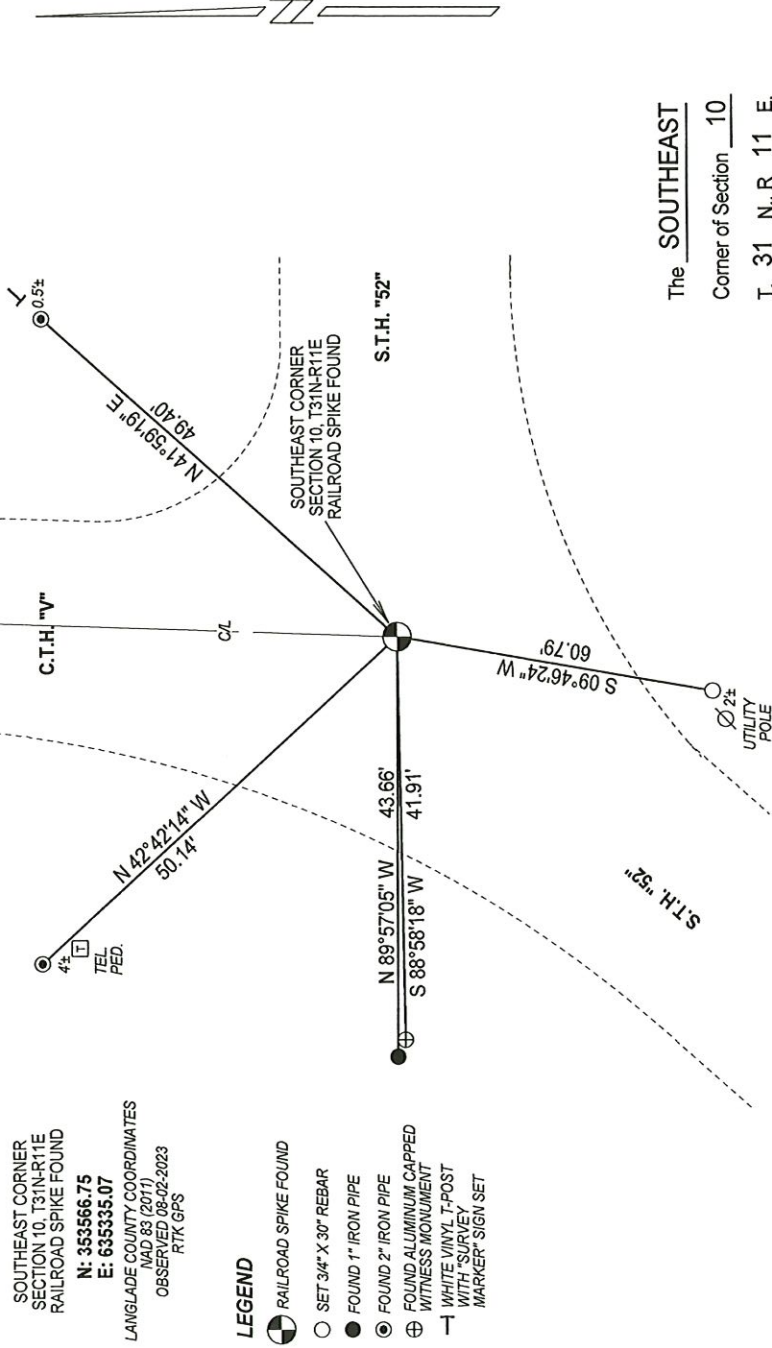 SOUTHEAST CORNER
SECTION 10, T31N-R11E
RAILROAD SPIKE FOUND
N: 353566.75
E: 635335.07
LANGLADE COUNTY COORDINATES
NAD 83 (2011)
OBSERVED 08-02-2023
RTK GPS
LEGEND
RAILROAD SPIKE FOUND
SET 3/4" X 30" REBAR
FOUND 1" IRON PIPE
FOUND 2" IRON PIPE
FOUND ALUMINUM CAPPED
WITNESS MONUMENT
T WHITE VINYL T-POST
WITH "SURVEY
MARKER" SIGN SET
4'±
T
TEL.
PED.
N 42°42'14" W
50.14'
C.T.H. "V"
C/L
T
0.5'±
N 41°59'19" E
49.40'
SOUTHEAST CORNER
SECTION 10, T31N-R11E
RAILROAD SPIKE FOUND
S.T.H. "52"
N 89°57'05" W 43.66'
S 88°58'18" W 41.91'
S 09°46'24" W
60.79'
2'±
UTILITY
POLE
S.T.H. "52"
N
The SOUTHEAST
Corner of Section 10
T. 31 N., R. 11 E.